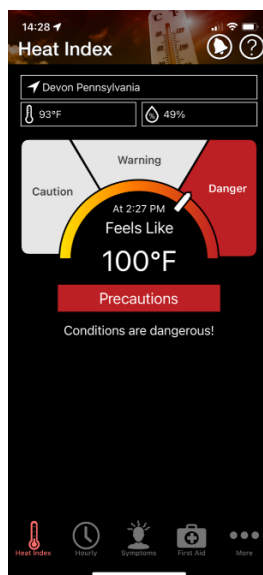 14:28
Heat Index
?
Devon Pennsylvania
93°F
% 49%
Caution
Warning
Danger
At 2:27 PM
Feels Like
100°F
Precautions
Conditions are dangerous!
Heat Index
Hourly
Symptoms
First Aid
More